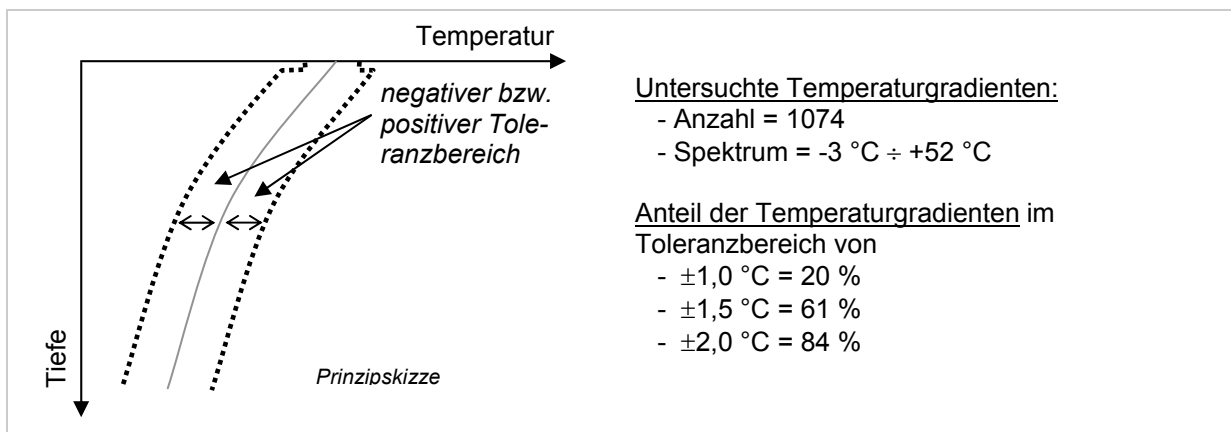 Temperatur
negativer bzw.
positiver Tole-
ranzbereich
Tiefe
Prinzipskizze
Untersuchte Temperaturgradienten:
- Anzahl = 1074
- Spektrum = -3 °C ÷ +52 °C
Anteil der Temperaturgradienten im
Toleranzbereich von
- ±1,0 °C = 20 %
- ±1,5 °C = 61 %
- ±2,0 °C = 84 %